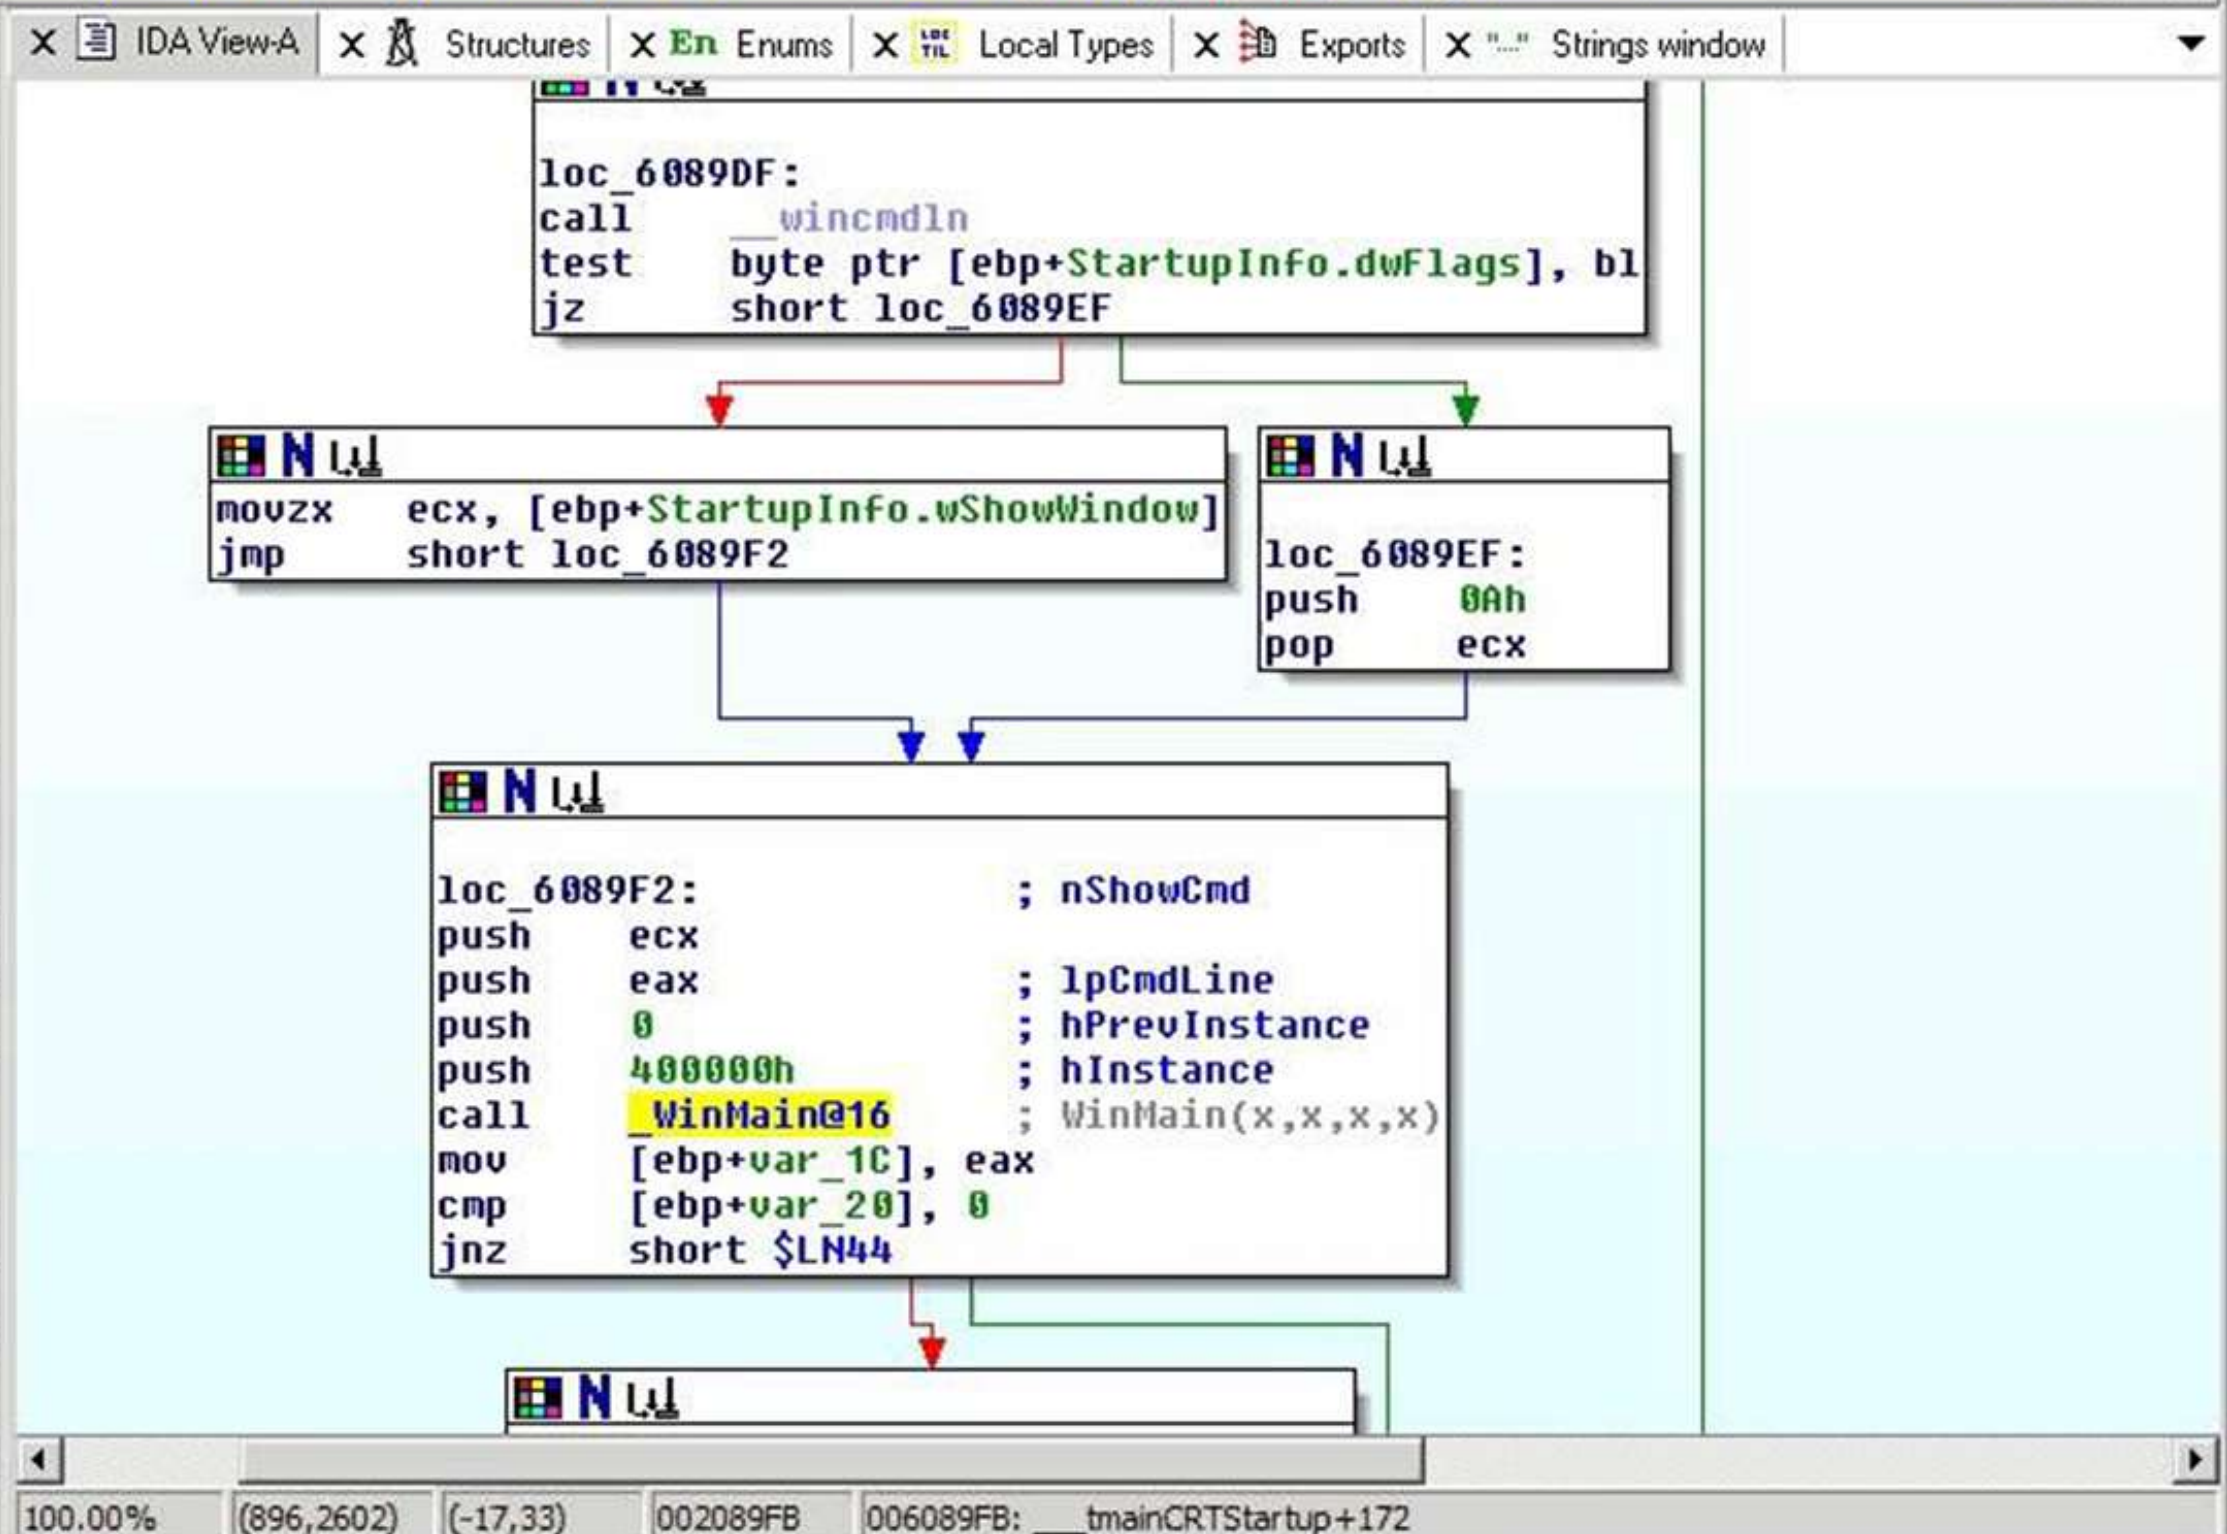 IDA View-A Structures En Enums Local Types Exports "..." Strings window
loc_6089DF:
call __wincmdln
test byte ptr [ebp+StartupInfo.dwFlags], bl
jz short loc_6089EF
movzx ecx, [ebp+StartupInfo.wShowWindow]
jmp short loc_6089F2
loc_6089EF:
push 0Ah
pop ecx
loc_6089F2: ; nShowCmd
push ecx
push eax ; lpCmdLine
push 0 ; hPrevInstance
push 400000h ; hInstance
call _WinMain@16 ; WinMain(x,x,x,x)
mov [ebp+var_1C], eax
cmp [ebp+var_20], 0
jnz short $LN44
100.00% (896,2602) (-17,33) 002089FB 006089FB: ___tmainCRTStartup+172